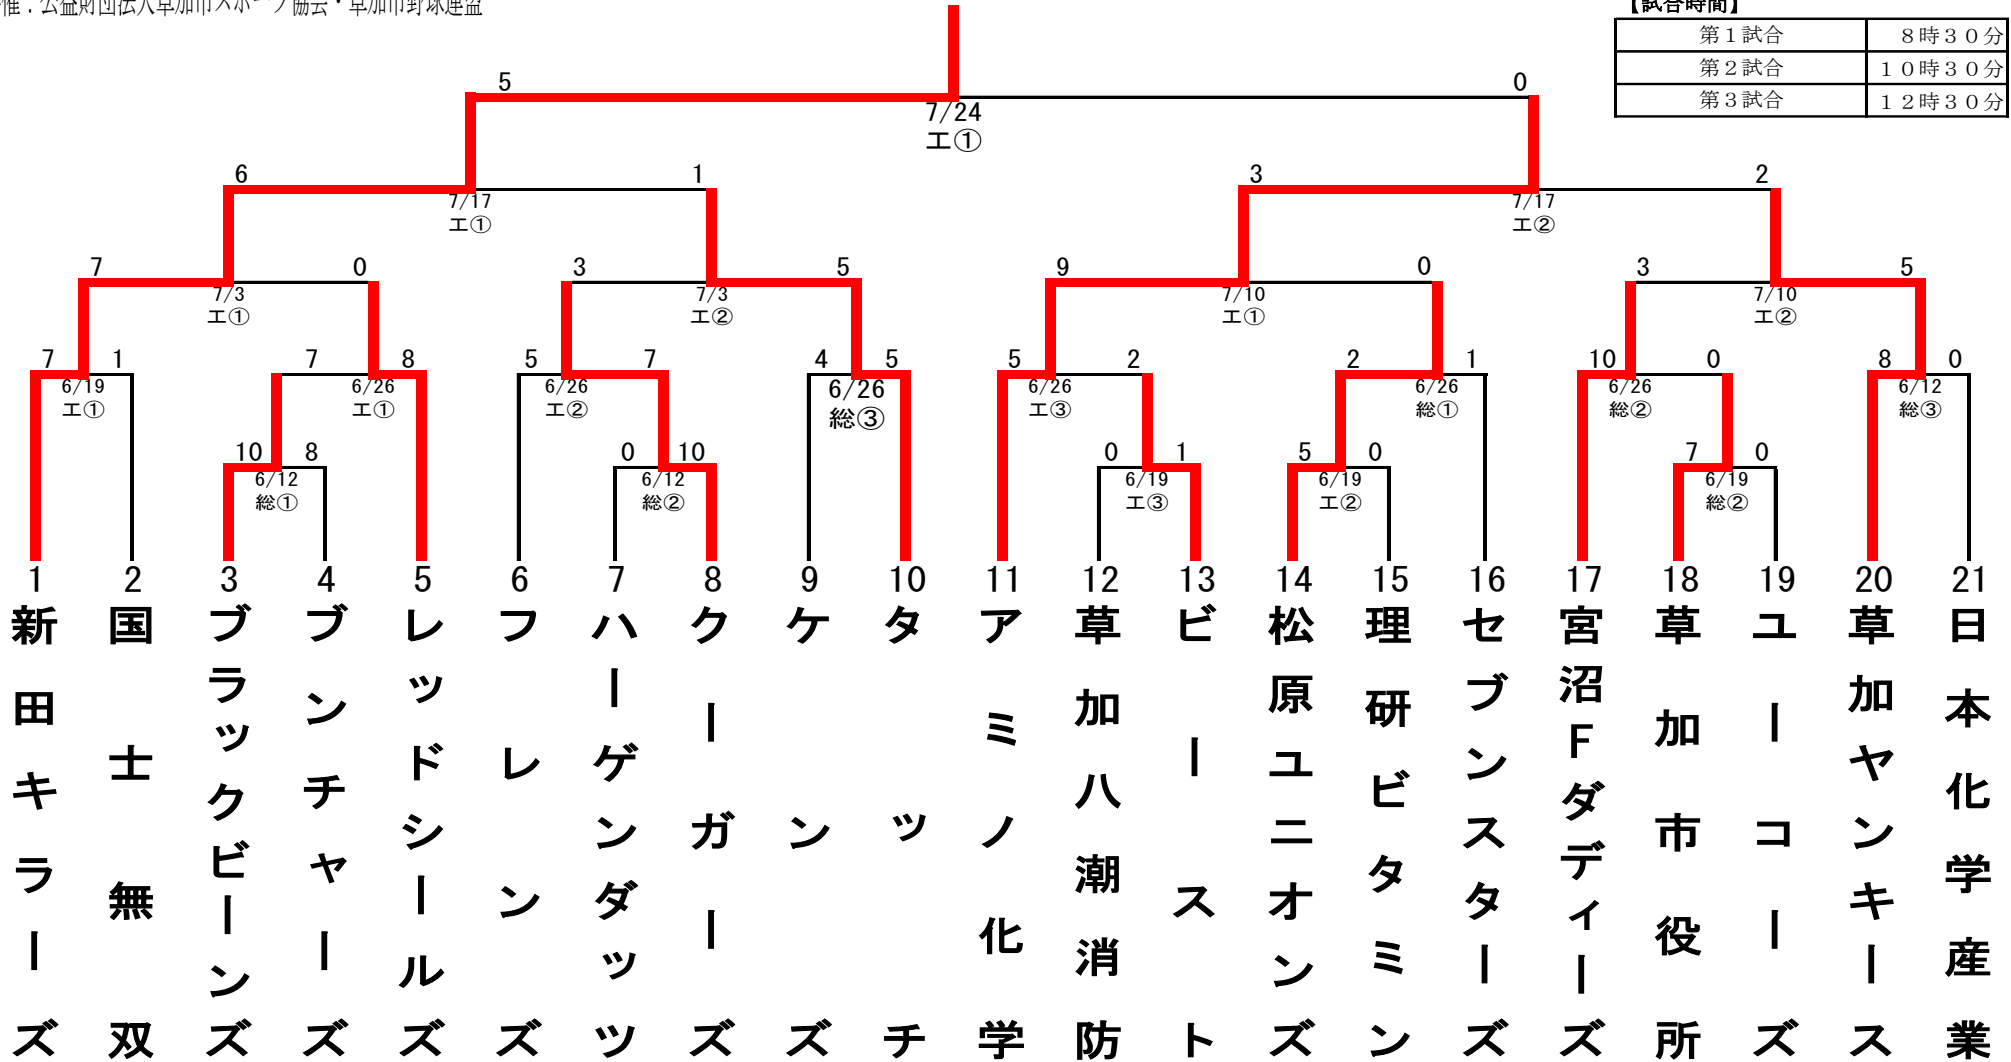 催：公益財団法人草加市スポーツ協会・草加市野球連盟
【試合時間】
第１試合 ８時３０分
第２試合 １０時３０分
第３試合 １２時３０分
5 0
7/24
エ①
6 1 3 2
7/17 7/17
エ① エ②
7 0 3 5 9 0 3 5
7/3 7/3 7/10 7/10
エ① エ② エ① エ②
7 1 7 8 5 7 4 5 5 2 2 1 10 0 8 0
6/19 6/26 6/26 6/26 6/26 6/26 6/26 6/12
エ① エ① エ② 総③ エ③ 総① 総② 総③
10 8 0 10 0 1 5 0 7 0
6/12 6/12 6/19 6/19 6/19
総① 総② エ③ エ② 総②
1 2 3 4 5 6 7 8 9 10 11 12 13 14 15 16 17 18 19 20 21
新田キラーズ
国士無双
ブラックビーンズ
ブンチャーズ
レッドシールズ
フレンズ
ハーゲンダッツ
クーガーズ
ケンズ
タッチ
アミノ化学
草加八潮消防
ビースト
松原ユニオンズ
理研ビタミン
セブンスターズ
宮沼Ｆダディーズ
草加市役所
ユーコーズ
草加ヤンキース
日本化学産業